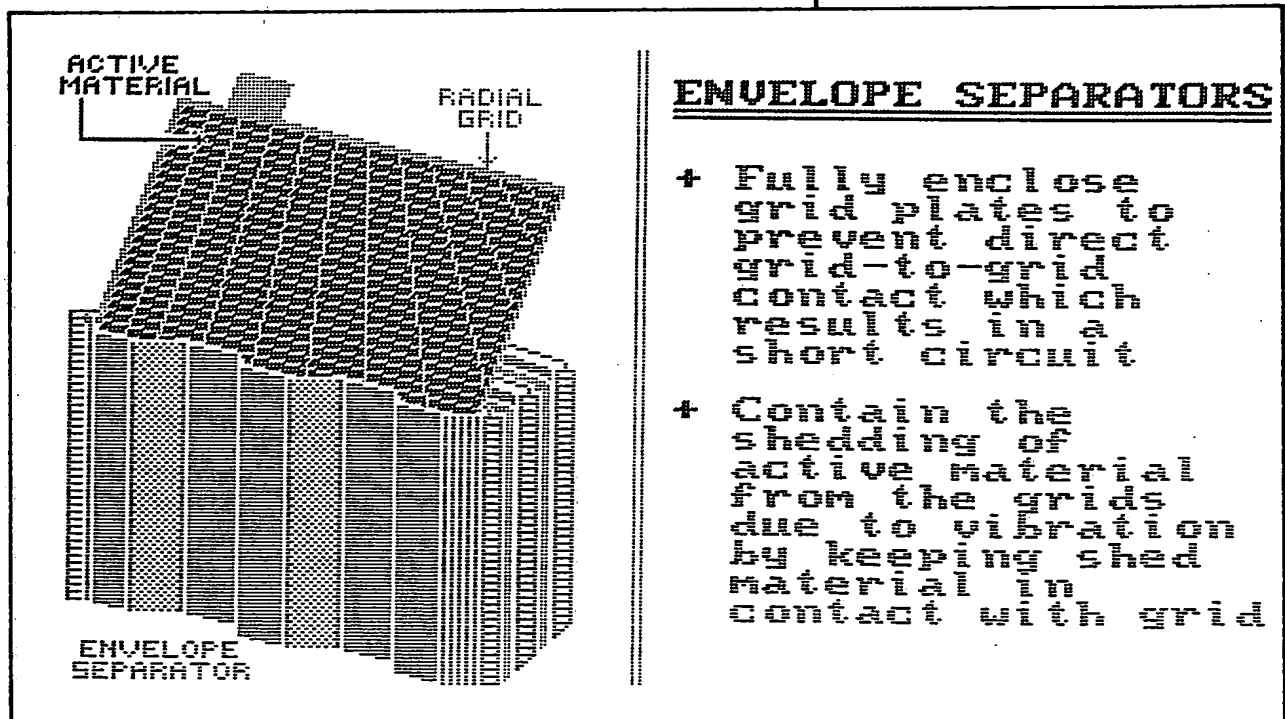 ACTIVE
MATERIAL
RADIAL
GRID
ENVELOPE
SEPARATOR
ENVELOPE SEPARATORS
+ Fully enclose
grid plates to
prevent direct
grid-to-grid
contact which
results in a
short circuit
+ Contain the
shedding of
active material
from the grids
due to vibration
by keeping shed
material in
contact with grid